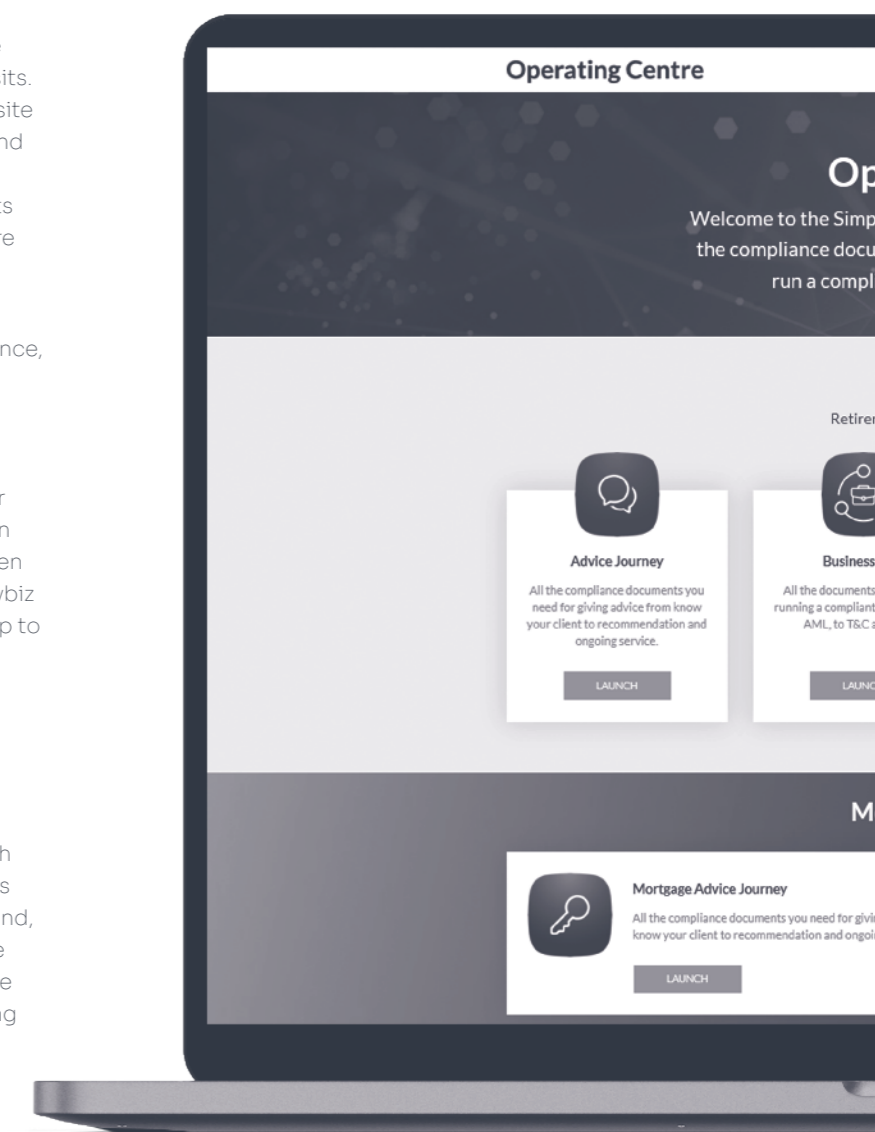 sits.
site
nd
ts
re
nce,
r
n
en
wbiz
p to
h
s
nd,
e
e
ng
Operating Centre
Op
Welcome to the Simp
the compliance docu
run a compl
Retirer
Advice Journey
All the compliance documents you
need for giving advice from know
your client to recommendation and
ongoing service.
LAUNCH
Business
All the documents
running a compliant
AML, to T&C a
LAUNC
M
Mortgage Advice Journey
All the compliance documents you need for givi
know your client to recommendation and ongoi
LAUNCH